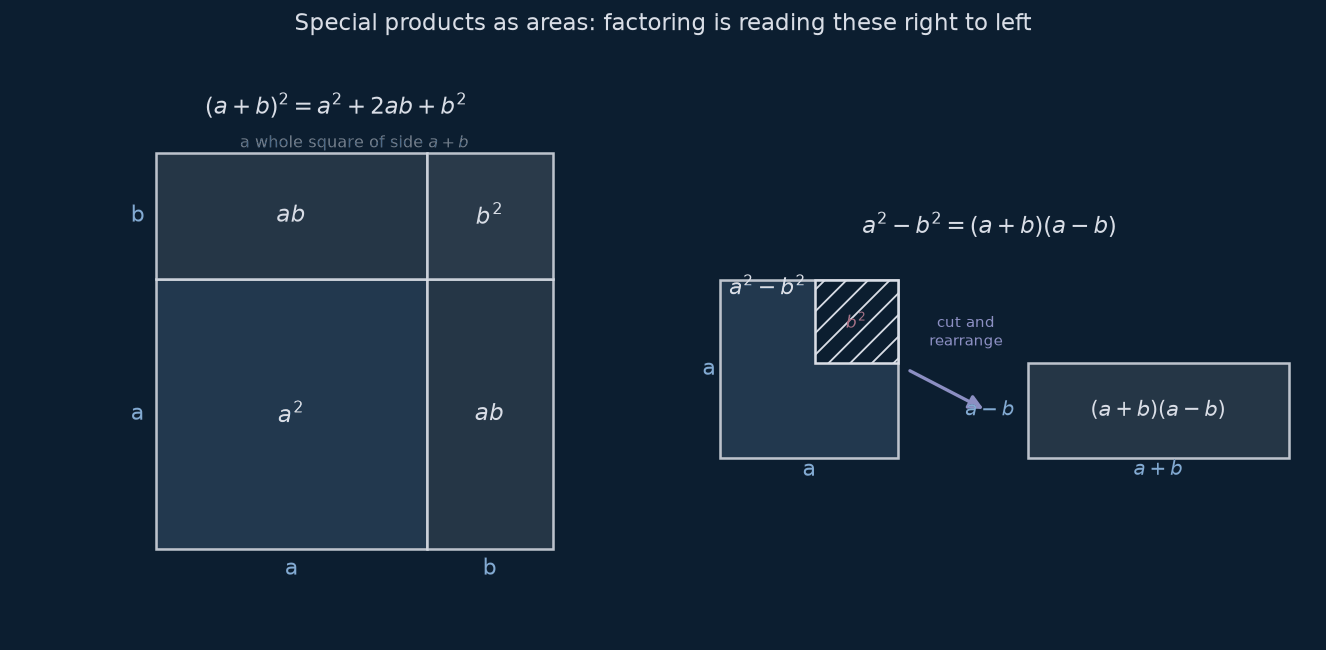 Special products as areas: factoring is reading these right to left
(a + b)² = a² + 2ab + b²
a whole square of side a + b
b
ab
b²
a
a²
ab
a
b
a² − b² = (a + b)(a − b)
a² − b²
b²
a
a
cut and
rearrange
a − b
(a + b)(a − b)
a + b